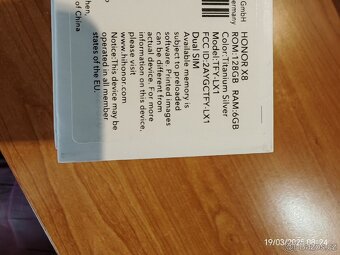 GmbH
ermany
HONOR X8
ROM:128GB RAM:6GB
Color:Titanium Silver
Model:TFY-LX1
FCC ID:2AYGCTFY-LX1
Dual SIM
Available memory is
subject to preloaded
software. Printed images
can be different from the
actual device. For more
information on this device,
please visit
www.hihonor.com
Notice:This device may be
operated in all member
states of the EU.
hen,
of China
19/03/2025 08:24